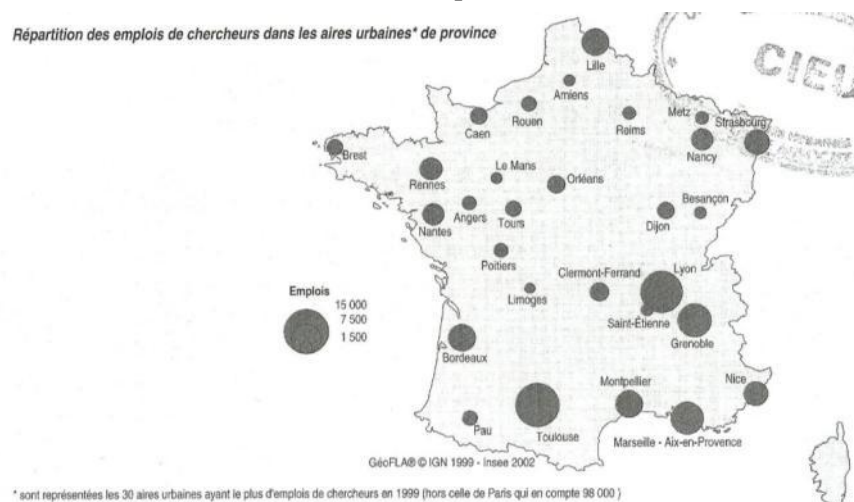 Répartition des emplois de chercheurs dans les aires urbaines* de province
CIEU
Lille
Amiens
Rouen
Caen
Reims
Metz
Strasbourg
Nancy
Brest
Rennes
Le Mans
Orléans
Angers
Tours
Nantes
Besançon
Dijon
Poitiers
Clermont-Ferrand
Lyon
Limoges
Saint-Étienne
Grenoble
Emplois
15 000
7 500
1 500
Bordeaux
Montpellier
Nice
Pau
Toulouse
Marseille - Aix-en-Provence
GéoFLA® © IGN 1999 - Insee 2002
* sont représentées les 30 aires urbaines ayant le plus d'emplois de chercheurs en 1999 (hors celle de Paris qui en compte 98 000 )